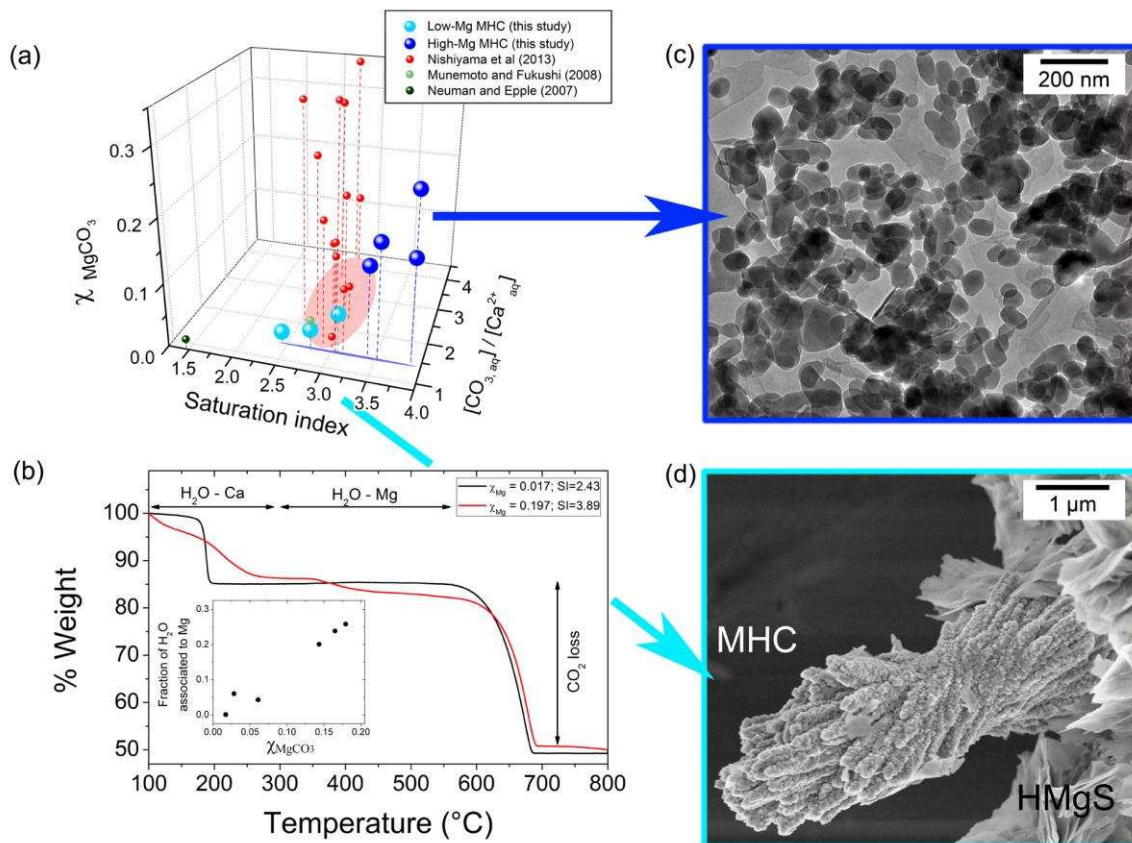 (a)
Low-Mg MHC (this study)
High-Mg MHC (this study)
Nishiyama et al (2013)
Munemoto and Fukushi (2008)
Neuman and Epple (2007)
χ MgCO₃
0.3
0.2
0.1
0.0
1.5
2.0
2.5
3.0
3.5
4.0
Saturation index
1
2
3
4
[CO₃, aq] / [Ca²⁺ aq]
(c)
200 nm
(b)
H₂O - Ca
H₂O - Mg
χMg = 0.017; SI=2.43
χMg = 0.197; SI=3.89
% Weight
100
90
80
70
60
50
CO₂ loss
Fraction of H₂O
associated to Mg
0.3
0.2
0.1
0.0
0.00
0.05
0.10
0.15
0.20
χMgCO3
100
200
300
400
500
600
700
800
Temperature (°C)
(d)
1 µm
MHC
HMgS